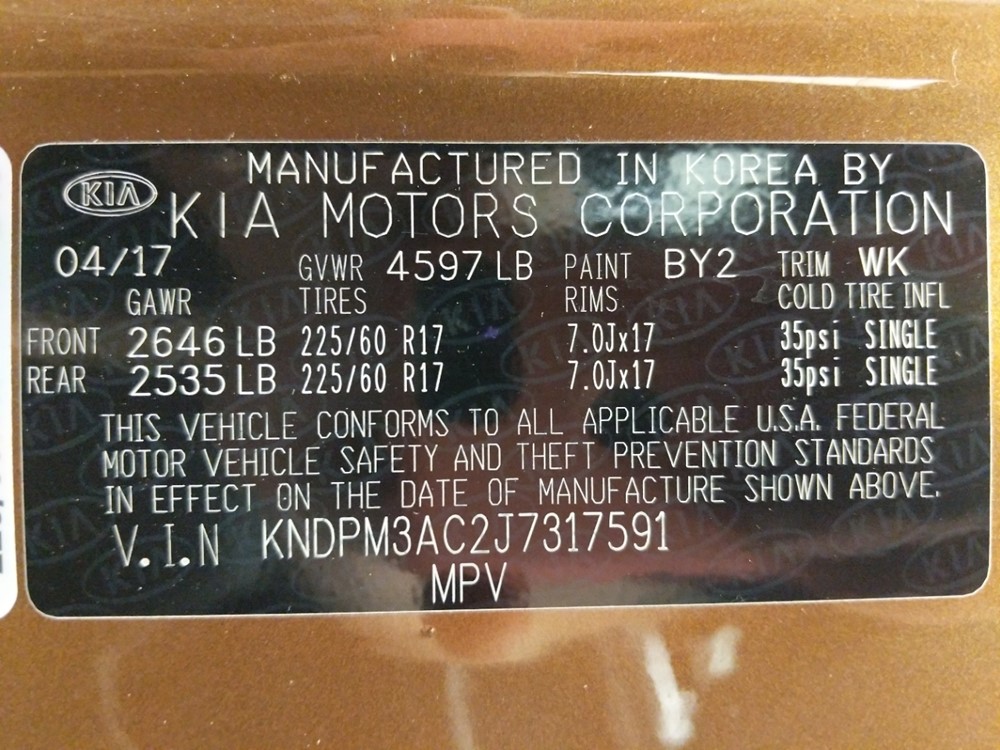 MANUFACTURED IN KOREA BY
KIA KIA MOTORS CORPORATION
04/17 GVWR 4597 LB PAINT BY2 TRIM WK
GAWR TIRES RIMS COLD TIRE INFL
FRONT 2646 LB 225/60 R17 7.0Jx17 35psi SINGLE
REAR 2535 LB 225/60 R17 7.0Jx17 35psi SINGLE
THIS VEHICLE CONFORMS TO ALL APPLICABLE U.S.A. FEDERAL
MOTOR VEHICLE SAFETY AND THEFT PREVENTION STANDARDS
IN EFFECT ON THE DATE OF MANUFACTURE SHOWN ABOVE.
V.I.N KNDPM3AC2J7317591
MPV